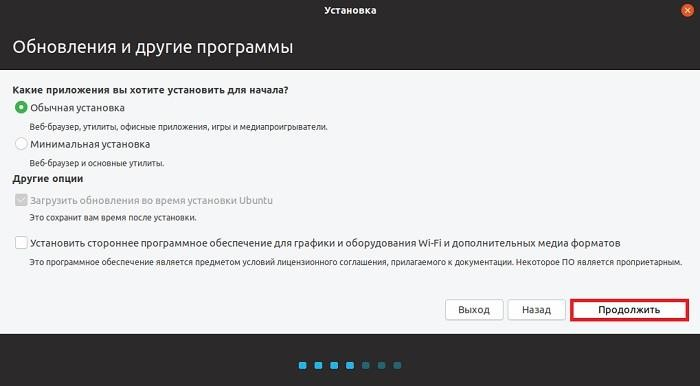 Установка
Обновления и другие программы
Какие приложения вы хотите установить для начала?
Обычная установка
Веб-браузер, утилиты, офисные приложения, игры и медиапроигрыватели.
Минимальная установка
Веб-браузер и основные утилиты.
Другие опции
Загрузить обновления во время установки Ubuntu
Это сохранит вам время после установки.
Установить стороннее программное обеспечение для графики и оборудования Wi-Fi и дополнительных медиа форматов
Это программное обеспечение является предметом условий лицензионного соглашения, прилагаемого к документации. Некоторое ПО является проприетарным.
Выход Назад Продолжить